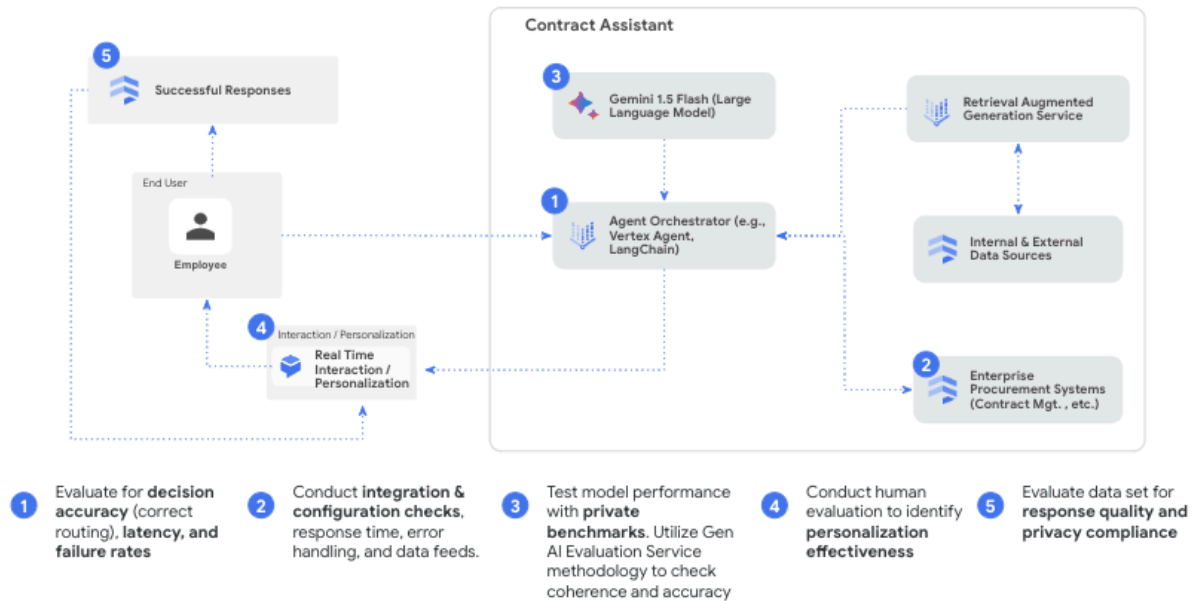 Contract Assistant
5
Successful Responses
3
Gemini 1.5 Flash (Large
Language Model)
Retrieval Augmented
Generation Service
End User
Employee
1
Agent Orchestrator (e.g.,
Vertex Agent,
LangChain)
Internal & External
Data Sources
4
Interaction / Personalization
Real Time
Interaction /
Personalization
2
Enterprise
Procurement Systems
(Contract Mgt. , etc.)
1
Evaluate for decision
accuracy (correct
routing), latency, and
failure rates
2
Conduct integration &
configuration checks,
response time, error
handling, and data feeds.
3
Test model performance
with private
benchmarks. Utilize Gen
AI Evaluation Service
methodology to check
coherence and accuracy
4
Conduct human
evaluation to identify
personalization
effectiveness
5
Evaluate data set for
response quality and
privacy compliance